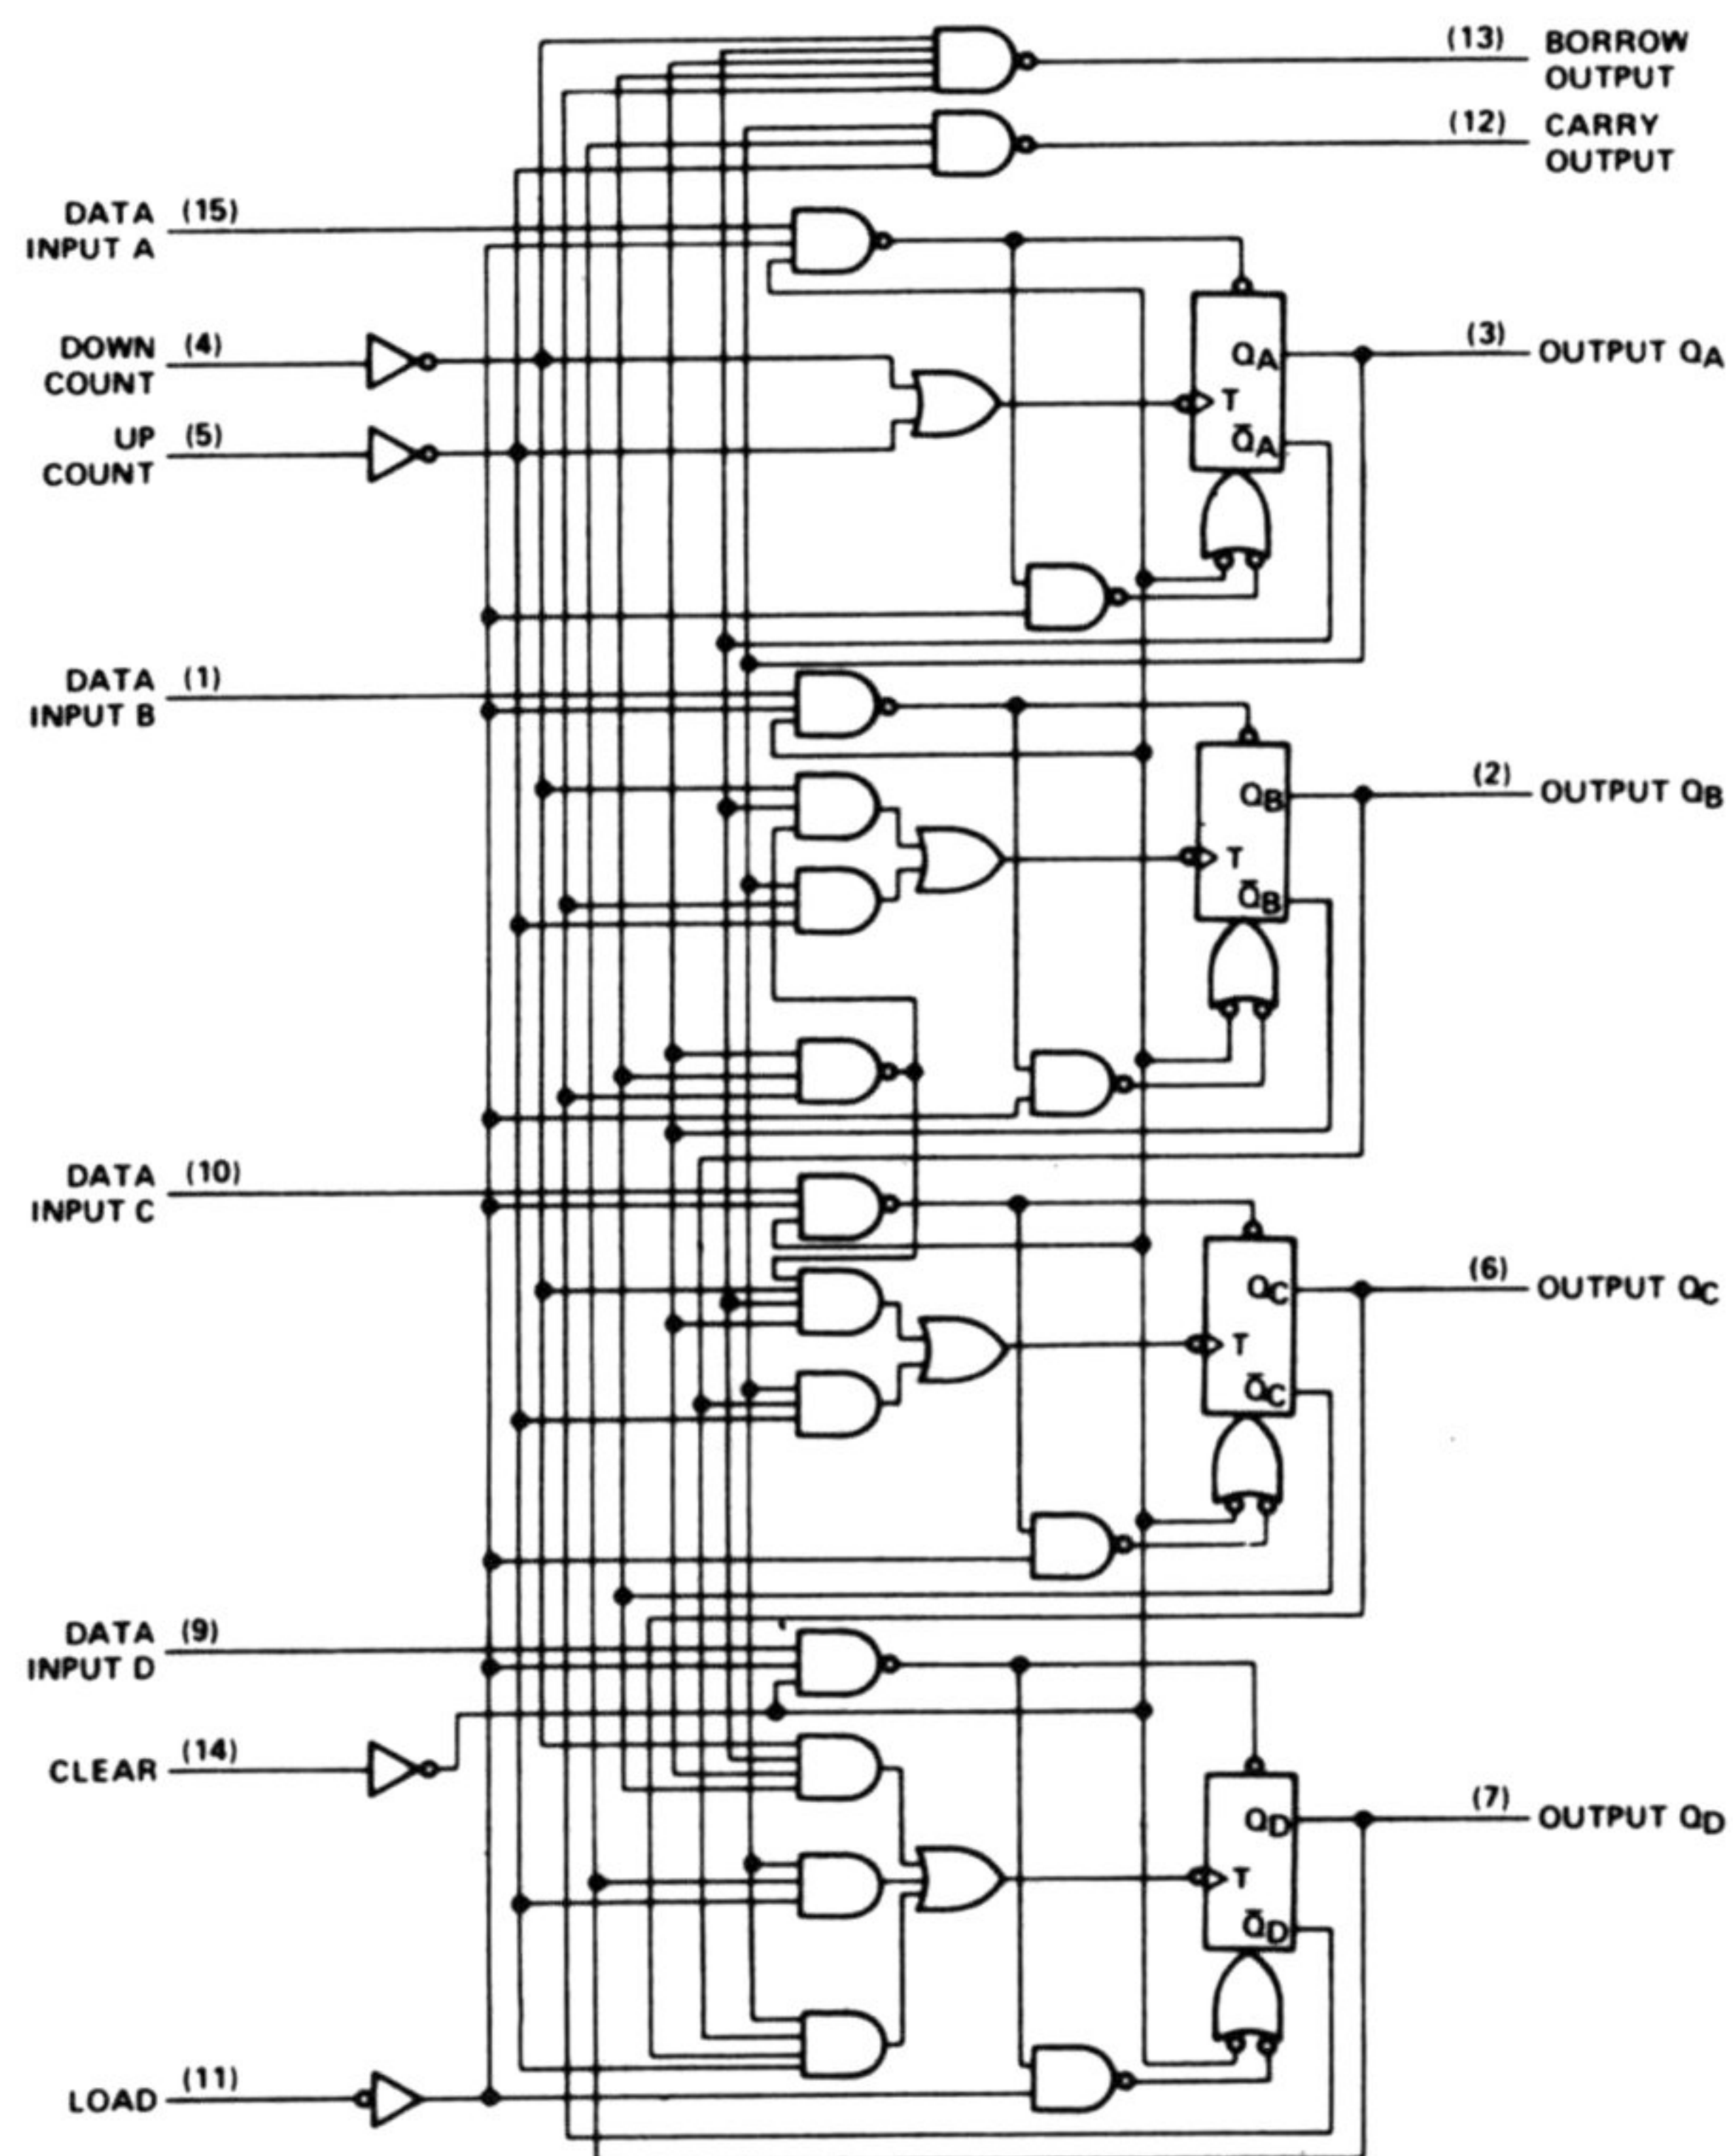 (13) BORROW
OUTPUT
(12) CARRY
OUTPUT
DATA (15)
INPUT A
DOWN (4)
COUNT
UP (5)
COUNT
QA
T
Q̄A
(3) OUTPUT QA
DATA (1)
INPUT B
QB
T
Q̄B
(2) OUTPUT QB
DATA (10)
INPUT C
QC
T
Q̄C
(6) OUTPUT QC
DATA (9)
INPUT D
CLEAR (14)
QD
T
Q̄D
(7) OUTPUT QD
LOAD (11)